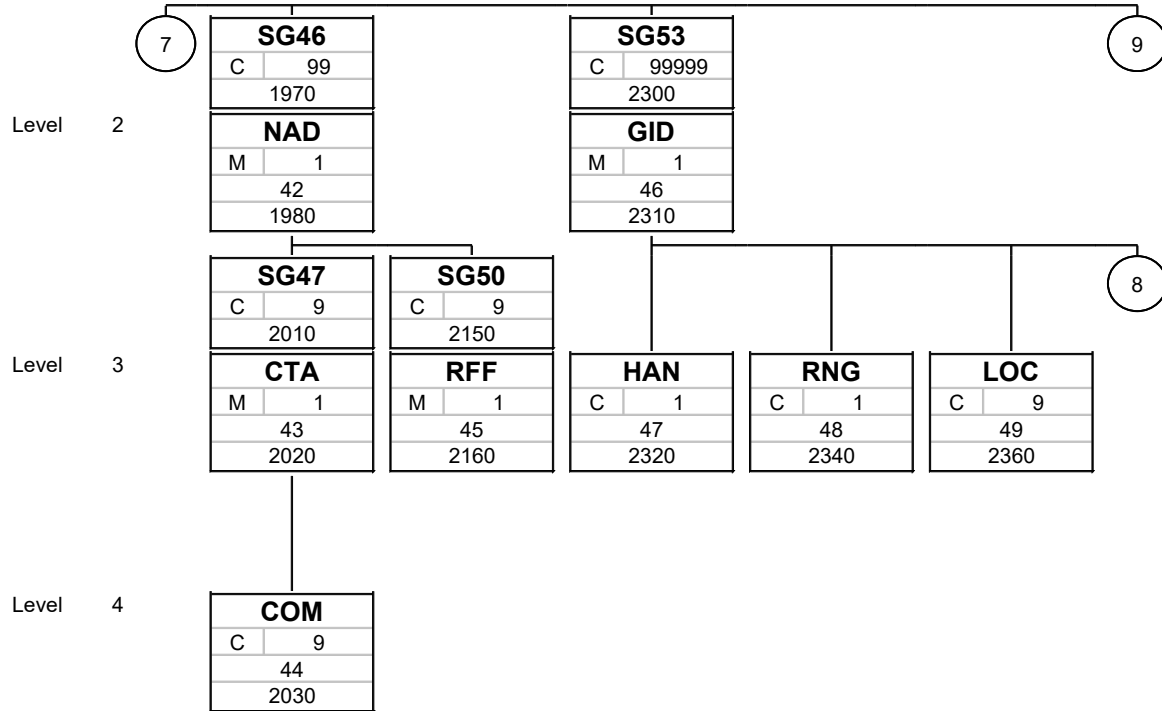 7
SG46
C 99
1970
SG53
C 99999
2300
9
Level 2
NAD
M 1
42
1980
GID
M 1
46
2310
SG47
C 9
2010
SG50
C 9
2150
8
Level 3
CTA
M 1
43
2020
RFF
M 1
45
2160
HAN
C 1
47
2320
RNG
C 1
48
2340
LOC
C 9
49
2360
Level 4
COM
C 9
44
2030